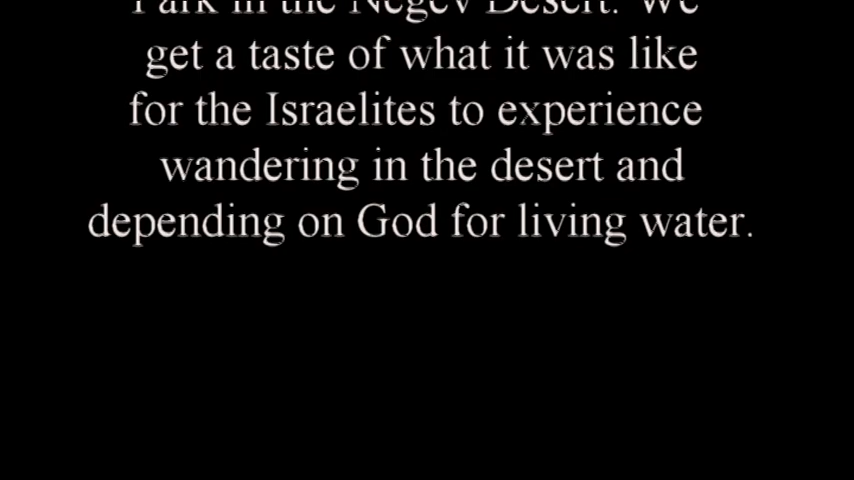 Park in the Negev Desert. We
get a taste of what it was like
for the Israelites to experience
wandering in the desert and
depending on God for living water.